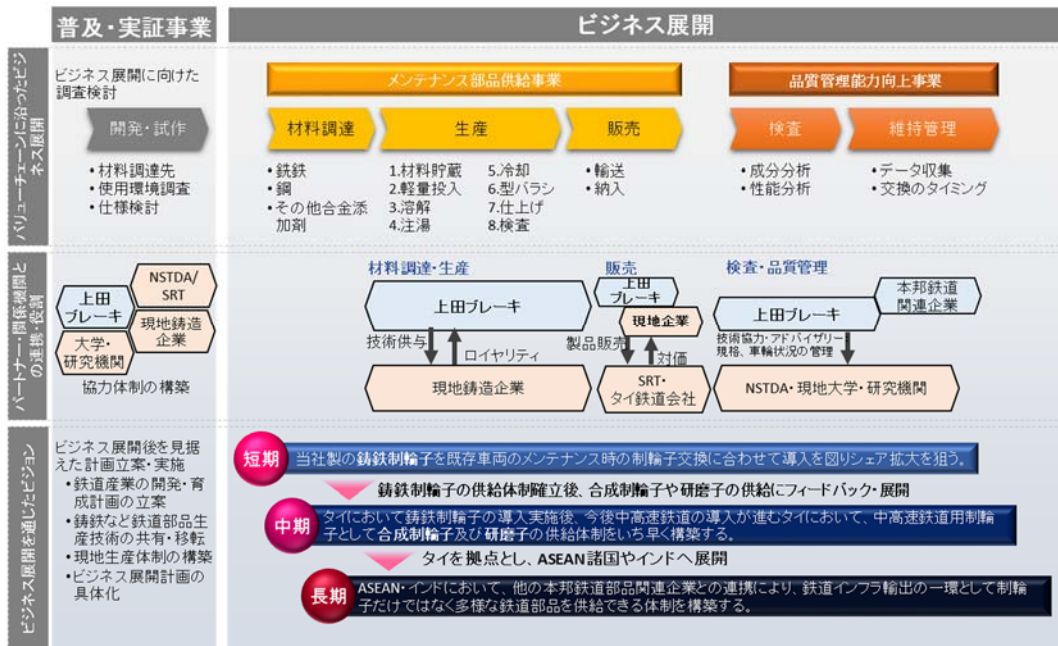 普及・実証事業
ビジネス展開
バリューチェーンに沿ったビジ
ネス展開
ビジネス展開に向けた
調査検討
開発・試作
・材料調達先
・使用環境調査
・仕様検討
メンテナンス部品供給事業
材料調達
生産
販売
・銑鉄
・鋼
・その他合金添
加剤
1.材料貯蔵
2.軽量投入
3.溶解
4.注湯
5.冷却
6.型バラシ
7.仕上げ
8.検査
・輸送
・納入
品質管理能力向上事業
検査
維持管理
・成分分析
・性能分析
・データ収集
・交換のタイミング
パートナー・関係機関と
の連携・役割
NSTDA/
SRT
上田
ブレーキ
現地鋳造
企業
大学・
研究機関
協力体制の構築
材料調達・生産
上田ブレーキ
技術供与
ロイヤリティ
現地鋳造企業
販売
上田
ブレーキ
現地企業
製品販売
対価
SRT・
タイ鉄道会社
検査・品質管理
本邦鉄道
関連企業
上田ブレーキ
技術協力・アドバイザリー
規格、車輪状況の管理
NSTDA・現地大学・研究機関
ビジネス展開を通じたビジョン
ビジネス展開後を見据
えた計画立案・実施
・鉄道産業の開発・育
成計画の立案
・鋳鉄など鉄道部品生
産技術の共有・移転
・現地生産体制の構築
・ビジネス展開計画の
具体化
短期
当社製の鋳鉄制輪子を既存車両のメンテナンス時の制輪子交換に合わせて導入を図りシェア拡大を狙う。
鋳鉄制輪子の供給体制確立後、合成制輪子や研磨子の供給にフィードバック・展開
中期
タイにおいて鋳鉄制輪子の導入実施後、今後中高速鉄道の導入が進むタイにおいて、中高速鉄道用制輪
子として合成制輪子及び研磨子の供給体制をいち早く構築する。
タイを拠点とし、ASEAN諸国やインドへ展開
長期
ASEAN・インドにおいて、他の本邦鉄道部品関連企業との連携により、鉄道インフラ輸出の一環として制輪
子だけではなく多様な鉄道部品を供給できる体制を構築する。